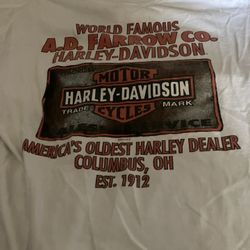 WORLD FAMOUS
A.D. FARROW CO.
HARLEY-DAVIDSON
MOTOR
HARLEY-DAVIDSON
TRADE MARK
CYCLES
SERVICE
AMERICA'S OLDEST HARLEY DEALER
COLUMBUS, OH
EST. 1912